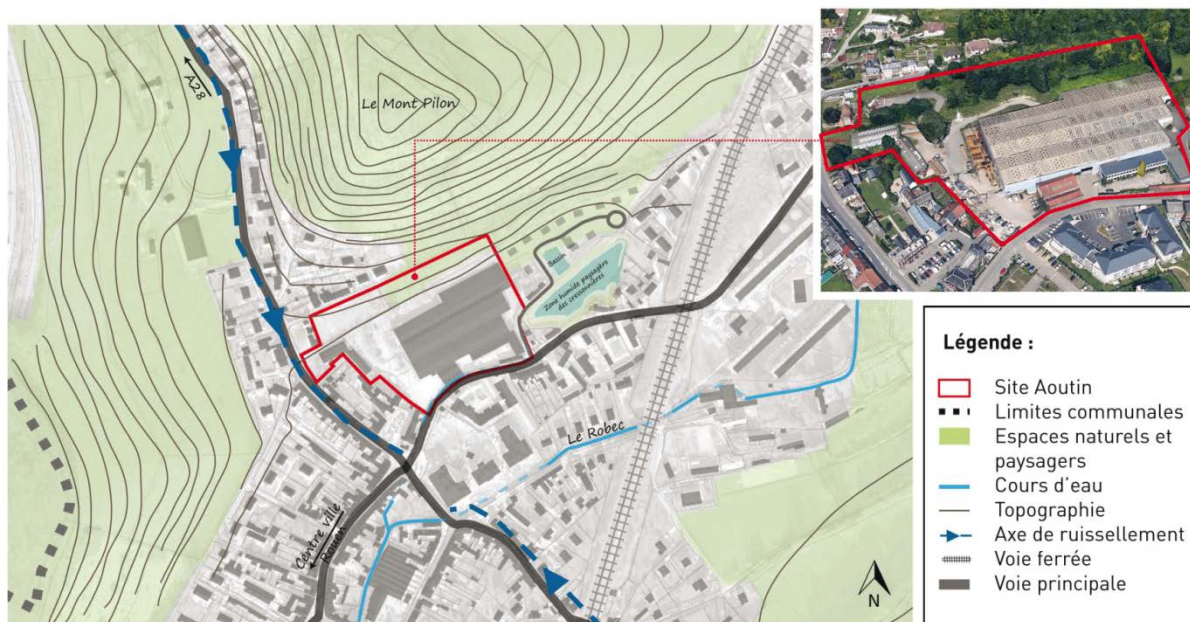 A28
Le Mont Pilon
Bassin
Zone humide paysagère
des cressonnières
Le Robec
Centre ville
Rouen
N
Légende :
Site Aoutin
Limites communales
Espaces naturels et
paysagers
Cours d'eau
Topographie
Axe de ruissellement
Voie ferrée
Voie principale